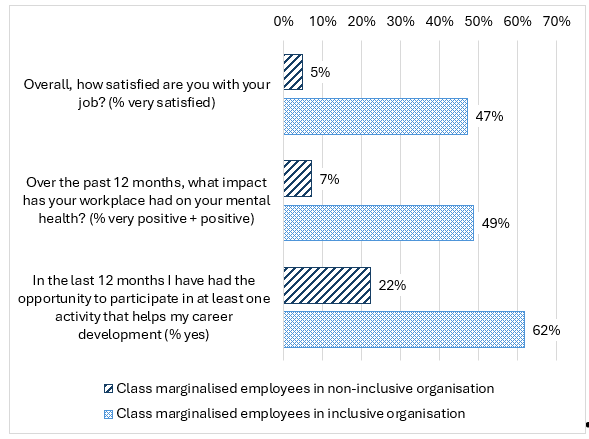 0% 10% 20% 30% 40% 50% 60% 70%
Overall, how satisfied are you with your
job? (% very satisfied)
5%
47%
Over the past 12 months, what impact
has your workplace had on your mental
health? (% very positive + positive)
7%
49%
In the last 12 months I have had the
opportunity to participate in at least one
activity that helps my career
development (% yes)
22%
62%
Class marginalised employees in non-inclusive organisation
Class marginalised employees in inclusive organisation